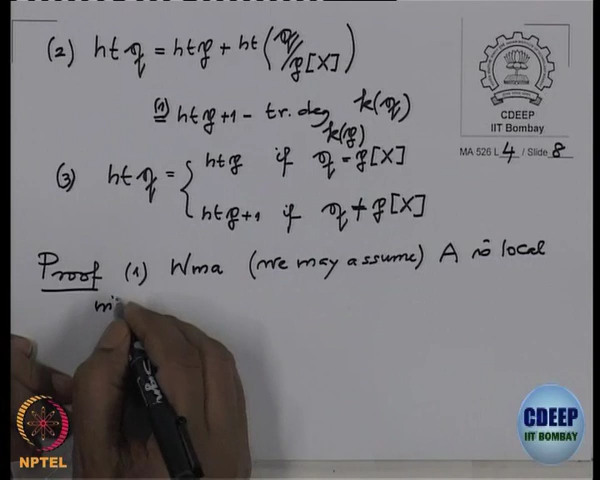 (2) ht 𝔮 = ht 𝔭 + ht (𝔮/𝔭[X])
(1) = ht 𝔭 + 1 - tr. deg k(𝔭) k(𝔮)
(3) ht 𝔮 = { ht 𝔭 if 𝔮 = 𝔭[X]
ht 𝔭 + 1 if 𝔮 ≠ 𝔭[X]
Proof (1) Wma (we may assume) A is local
CDEEP
IIT Bombay
MA 526 L 4 / Slide 8
NPTEL
CDEEP
IIT BOMBAY